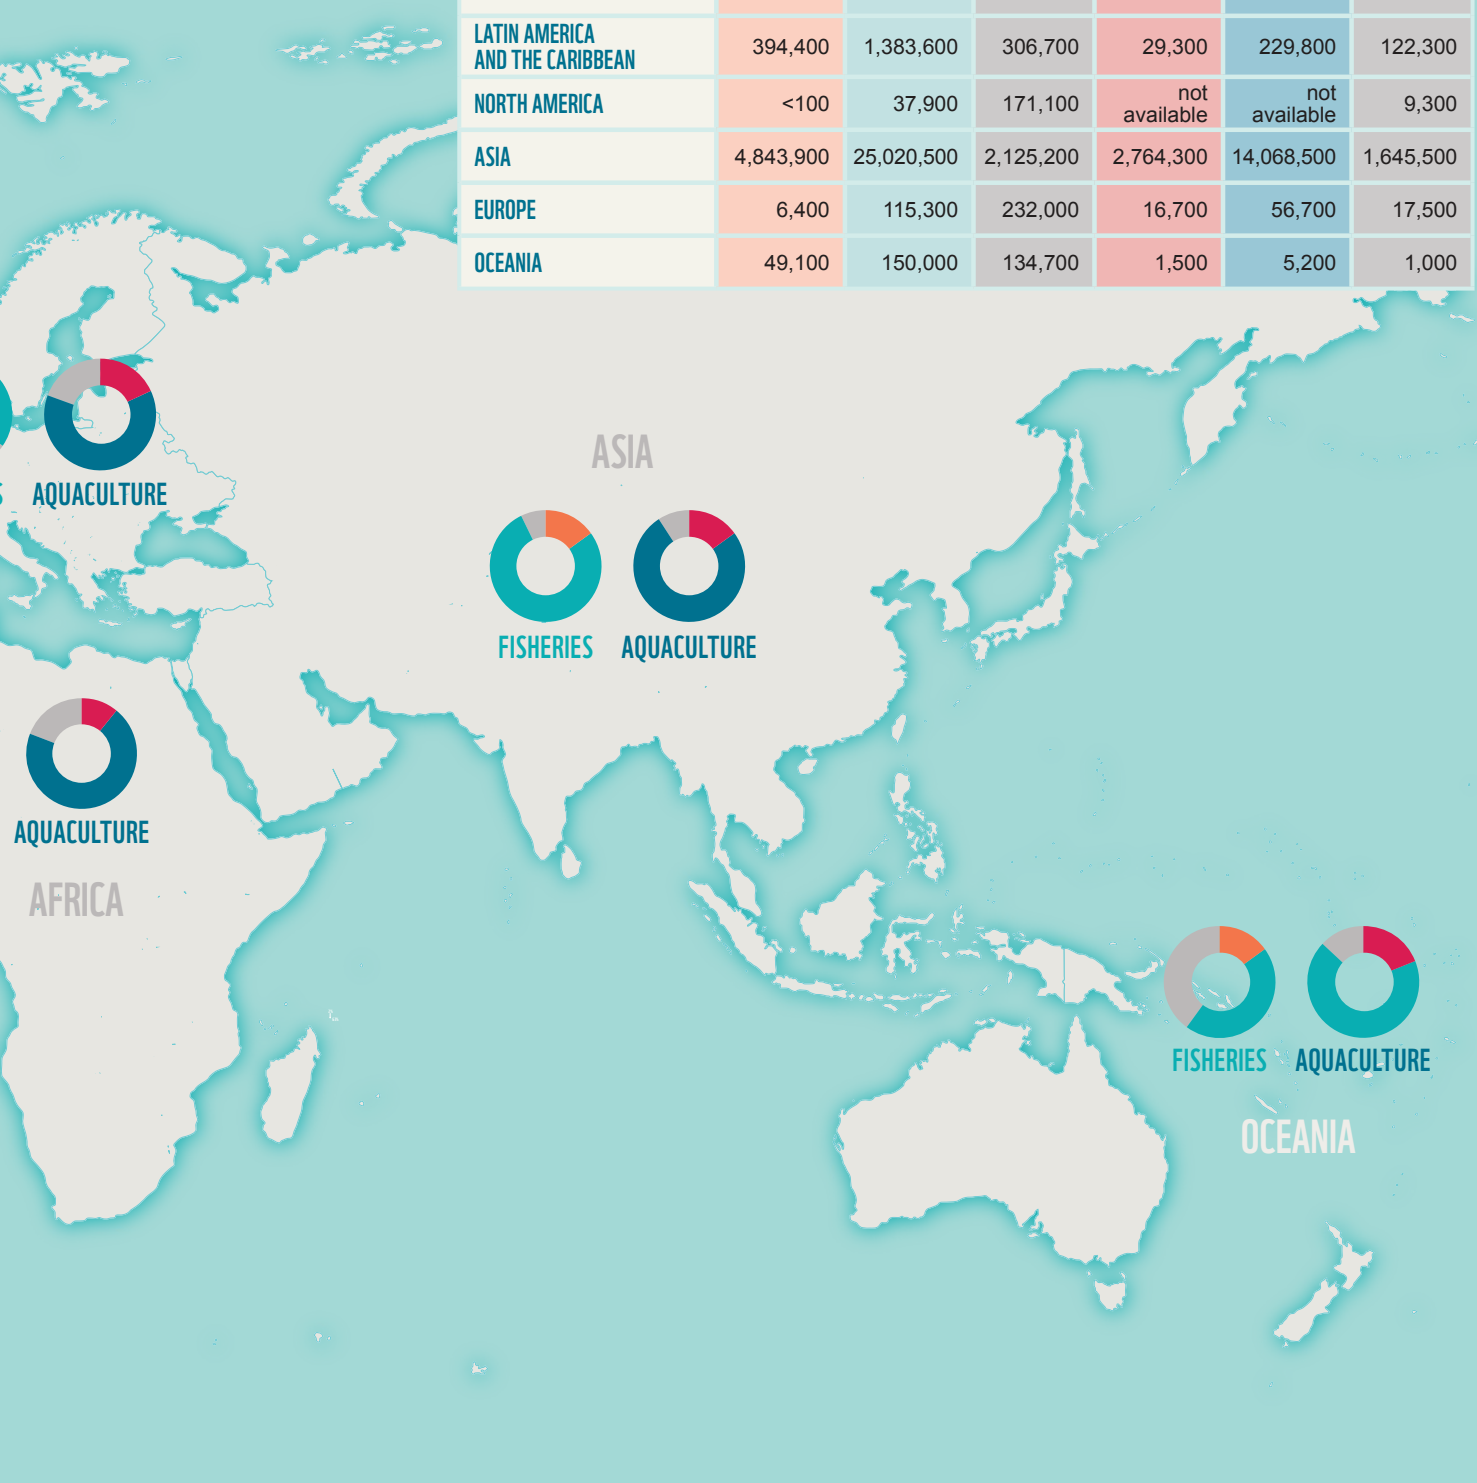 LATIN AMERICA
AND THE CARIBBEAN 394,400 1,383,600 306,700 29,300 229,800 122,300
NORTH AMERICA <100 37,900 171,100 not available not available 9,300
ASIA 4,843,900 25,020,500 2,125,200 2,764,300 14,068,500 1,645,500
EUROPE 6,400 115,300 232,000 16,700 56,700 17,500
OCEANIA 49,100 150,000 134,700 1,500 5,200 1,000
ASIA
S AQUACULTURE
FISHERIES AQUACULTURE
AQUACULTURE
AFRICA
FISHERIES AQUACULTURE
OCEANIA